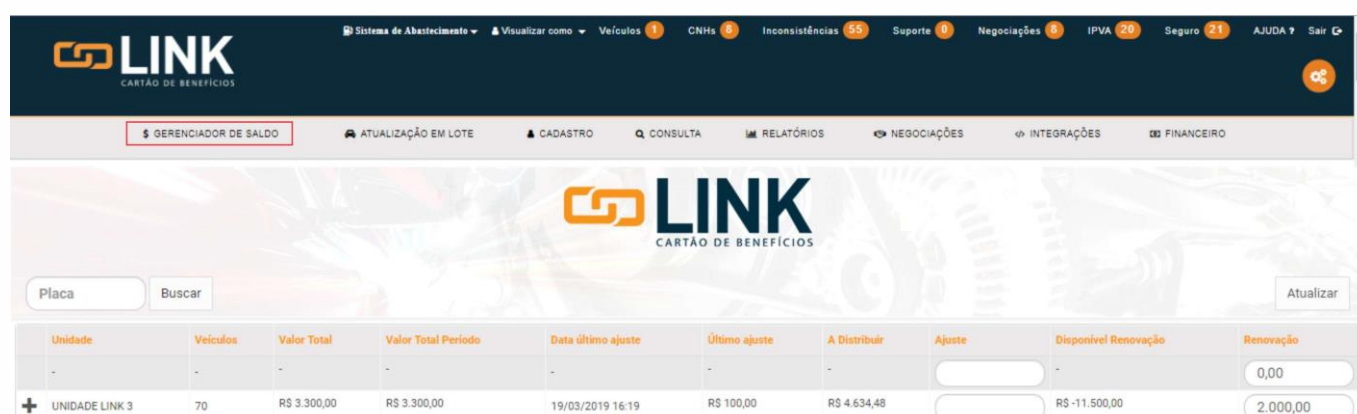 Sistema de Abastecimento Visualizar como Veículos 1 CNHs 8 Inconsistências 55 Suporte 0 Negociações 8 IPVA 20 Seguro 21 AJUDA ? Sair
LINK
CARTÃO DE BENEFÍCIOS
$ GERENCIADOR DE SALDO ATUALIZAÇÃO EM LOTE CADASTRO CONSULTA RELATÓRIOS NEGOCIAÇÕES INTEGRAÇÕES FINANCEIRO
LINK
CARTÃO DE BENEFÍCIOS
Placa Buscar Atualizar
Unidade Veículos Valor Total Valor Total Período Data último ajuste Último ajuste A Distribuir Ajuste Disponível Renovação Renovação
- - - - - - - - 0,00
UNIDADE LINK 3 70 R$ 3.300,00 R$ 3.300,00 19/03/2019 16:19 R$ 100,00 R$ 4.634,48 R$ -11.500,00 2.000,00